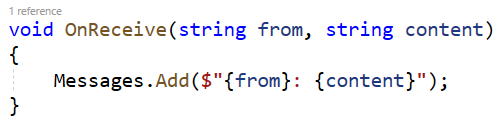 1 reference
void OnReceive(string from, string content)
{
    Messages.Add($"{from}: {content}");
}